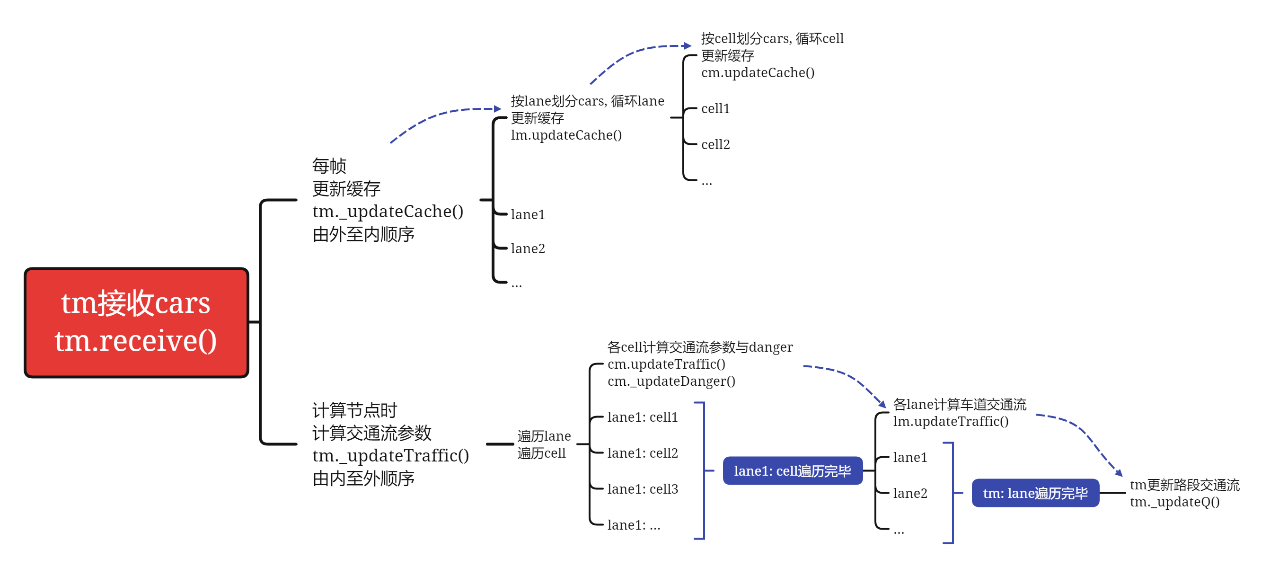 tm接收cars
tm.receive()
每帧
更新缓存
tm._updateCache()
由外至内顺序
按lane划分cars, 循环lane
更新缓存
lm.updateCache()
lane1
lane2
...
按cell划分cars, 循环cell
更新缓存
cm.updateCache()
cell1
cell2
...
计算节点时
计算交通流参数
tm._updateTraffic()
由内至外顺序
遍历lane
遍历cell
各cell计算交通流参数与danger
cm.updateTraffic()
cm._updateDanger()
lane1: cell1
lane1: cell2
lane1: cell3
lane1: ...
lane1: cell遍历完毕
各lane计算车道交通流
lm.updateTraffic()
lane1
lane2
...
tm: lane遍历完毕
tm更新路段交通流
tm._updateQ()